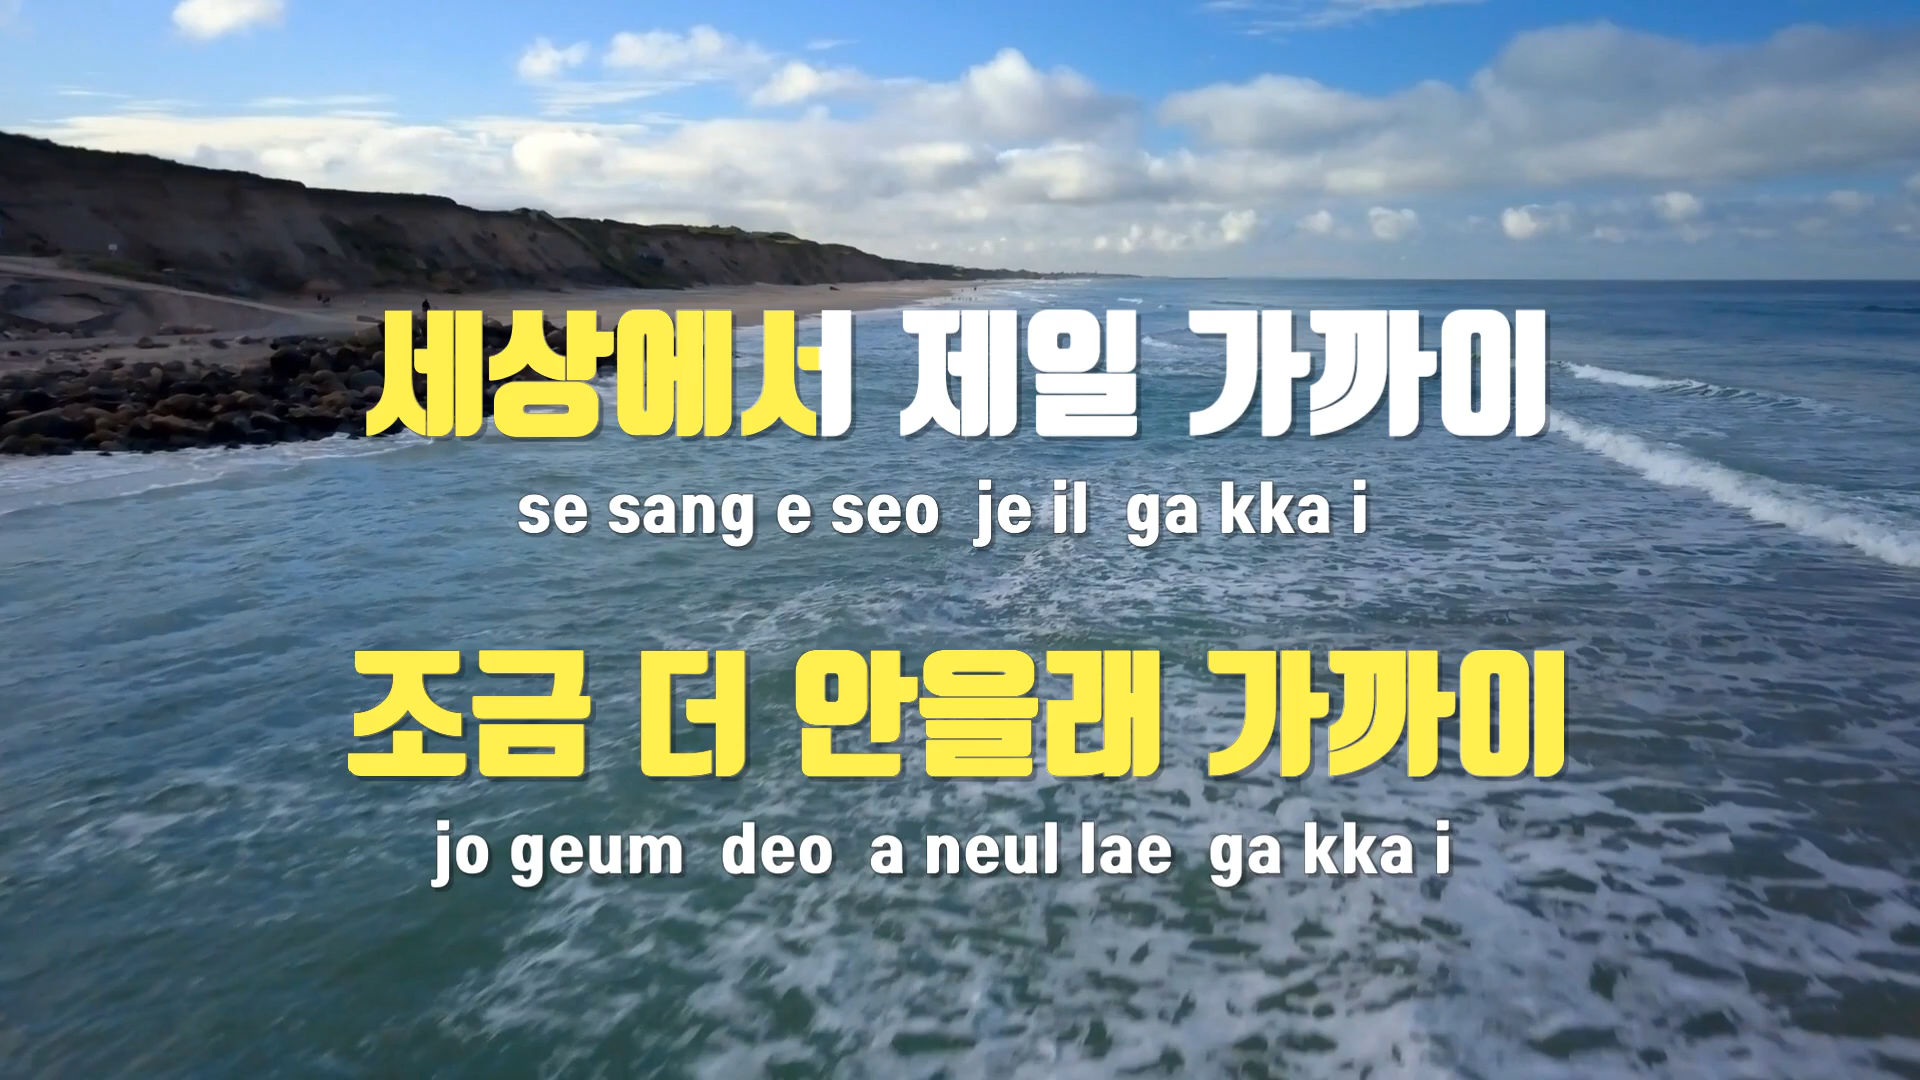 세상에서 제일 가까이
se sang e seo je il ga kka i
조금 더 안을래 가까이
jo geum deo a neul lae ga kka i